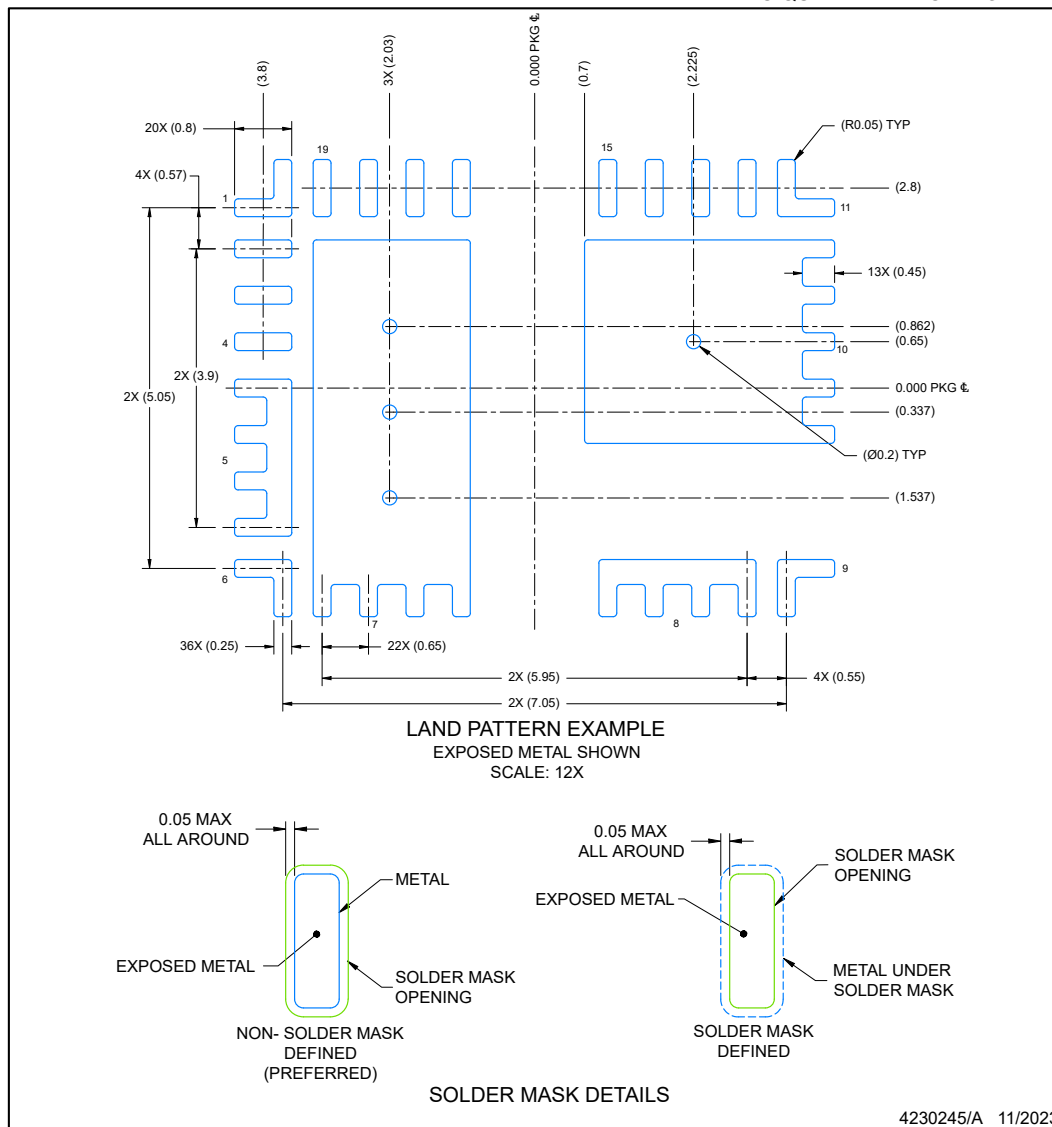 (3.8)
3X (2.03)
0.000 PKG ℄
(0.7)
(2.225)
20X (0.8)
(R0.05) TYP
19
15
4X (0.57)
(2.8)
1
11
13X (0.45)
(0.862)
4
10
(0.65)
2X (3.9)
0.000 PKG ℄
2X (5.05)
(0.337)
5
(Ø0.2) TYP
(1.537)
6
9
7
8
36X (0.25)
22X (0.65)
2X (5.95)
4X (0.55)
2X (7.05)
LAND PATTERN EXAMPLE
EXPOSED METAL SHOWN
SCALE: 12X
0.05 MAX
ALL AROUND
METAL
EXPOSED METAL
SOLDER MASK
OPENING
NON- SOLDER MASK
DEFINED
(PREFERRED)
0.05 MAX
ALL AROUND
SOLDER MASK
OPENING
EXPOSED METAL
METAL UNDER
SOLDER MASK
SOLDER MASK
DEFINED
SOLDER MASK DETAILS
4230245/A 11/2023